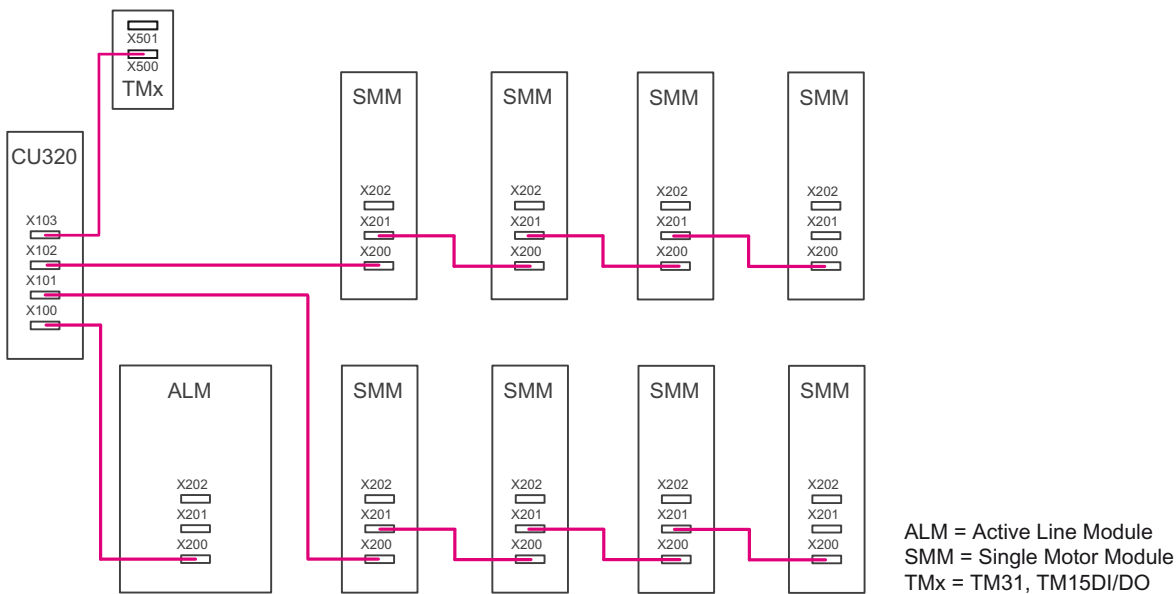 X501
X500
TMx
CU320
X103
X102
X101
X100
SMM
X202
X201
X200
SMM
X202
X201
X200
SMM
X202
X201
X200
SMM
X202
X201
X200
ALM
X202
X201
X200
SMM
X202
X201
X200
SMM
X202
X201
X200
SMM
X202
X201
X200
SMM
X202
X201
X200
ALM = Active Line Module
SMM = Single Motor Module
TMx = TM31, TM15DI/DO